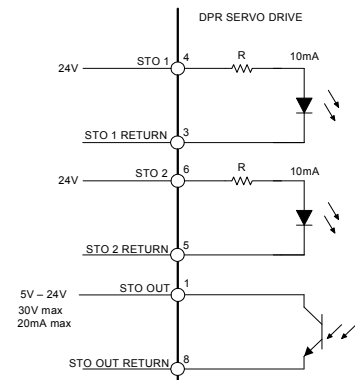 DPR SERVO DRIVE
24V STO 1 4 R 10mA
STO 1 RETURN 3
24V STO 2 6 R 10mA
STO 2 RETURN 5
5V – 24V STO OUT 1
30V max
20mA max
STO OUT RETURN 8